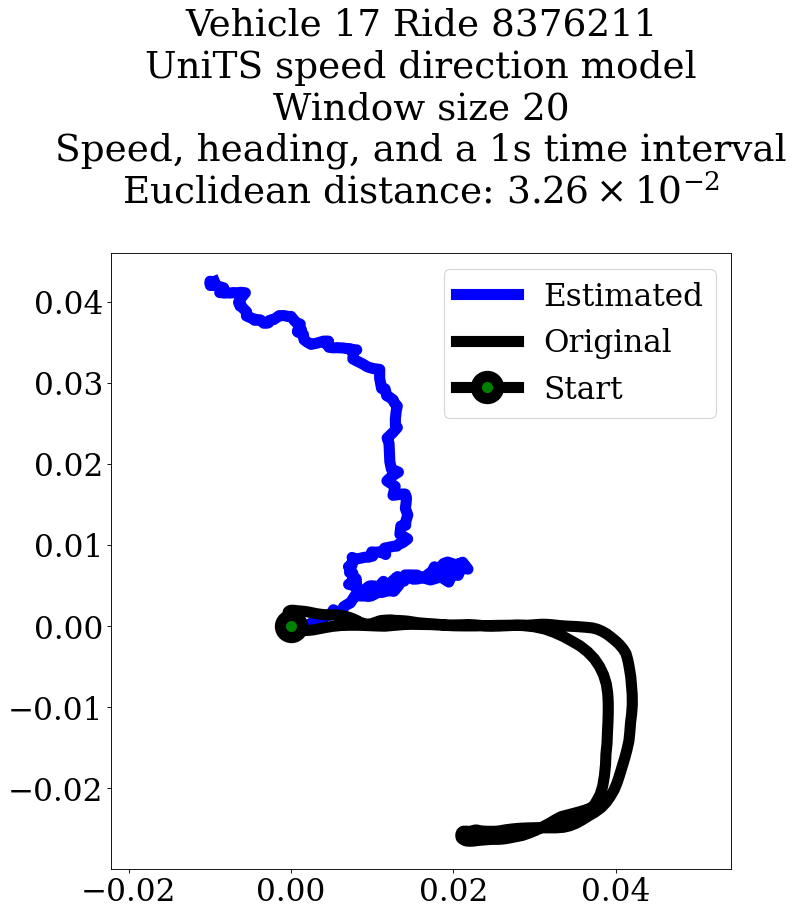 Vehicle 17 Ride 8376211
UniTS speed direction model
Window size 20
Speed, heading, and a 1s time interval
Euclidean distance: 3.26 × 10⁻²
Estimated
Original
Start
0.04
0.03
0.02
0.01
0.00
−0.01
−0.02
−0.02 0.00 0.02 0.04